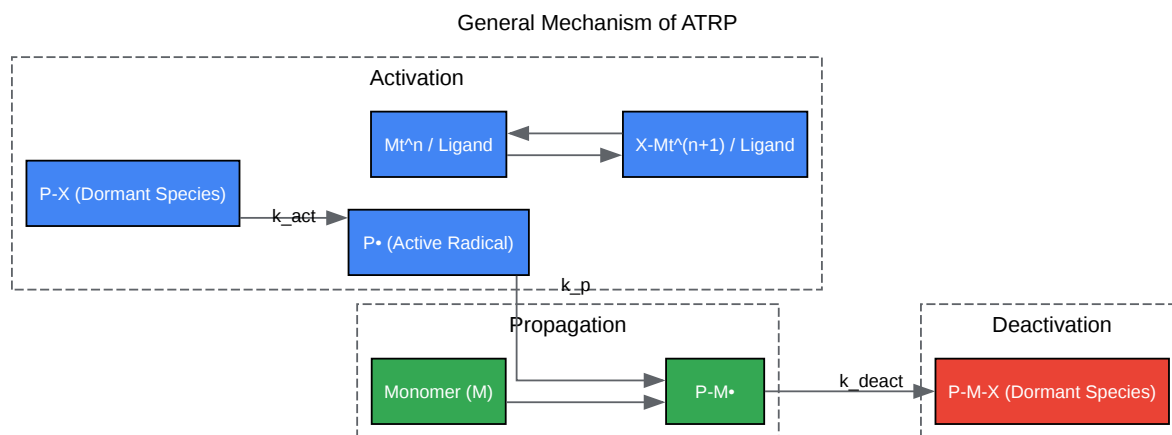 General Mechanism of ATRP
Activation
Mt^n / Ligand
X-Mt^(n+1) / Ligand
P-X (Dormant Species)
k_act
P• (Active Radical)
k_p
Propagation
Deactivation
Monomer (M)
P-M•
k_deact
P-M-X (Dormant Species)